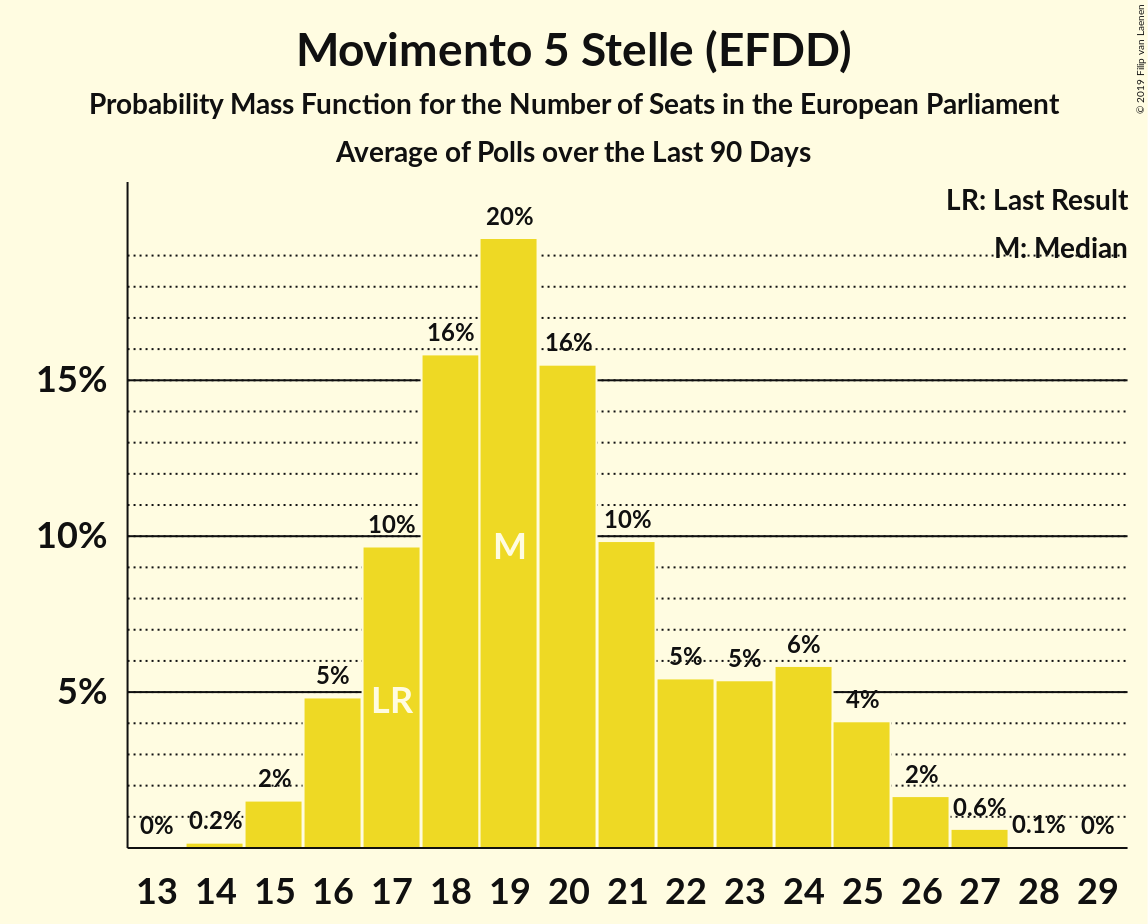 Movimento 5 Stelle (EFDD)
Probability Mass Function for the Number of Seats in the European Parliament
Average of Polls over the Last 90 Days
© 2019 Filip van Laenen
LR: Last Result
M: Median
15%
10%
5%
0%
0.2%
2%
5%
10%
16%
20%
16%
10%
5%
5%
6%
4%
2%
0.6%
0.1%
0%
LR
M
13 14 15 16 17 18 19 20 21 22 23 24 25 26 27 28 29